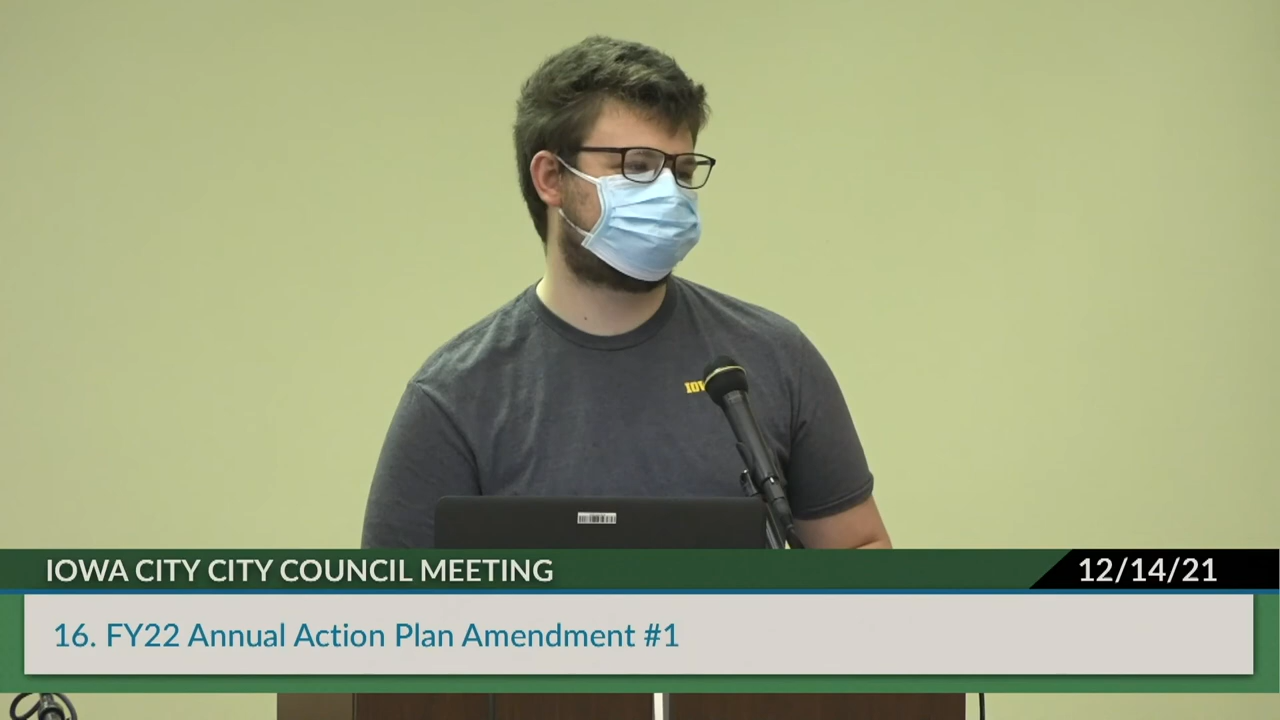 IOWA CITY CITY COUNCIL MEETING
12/14/21
16. FY22 Annual Action Plan Amendment #1